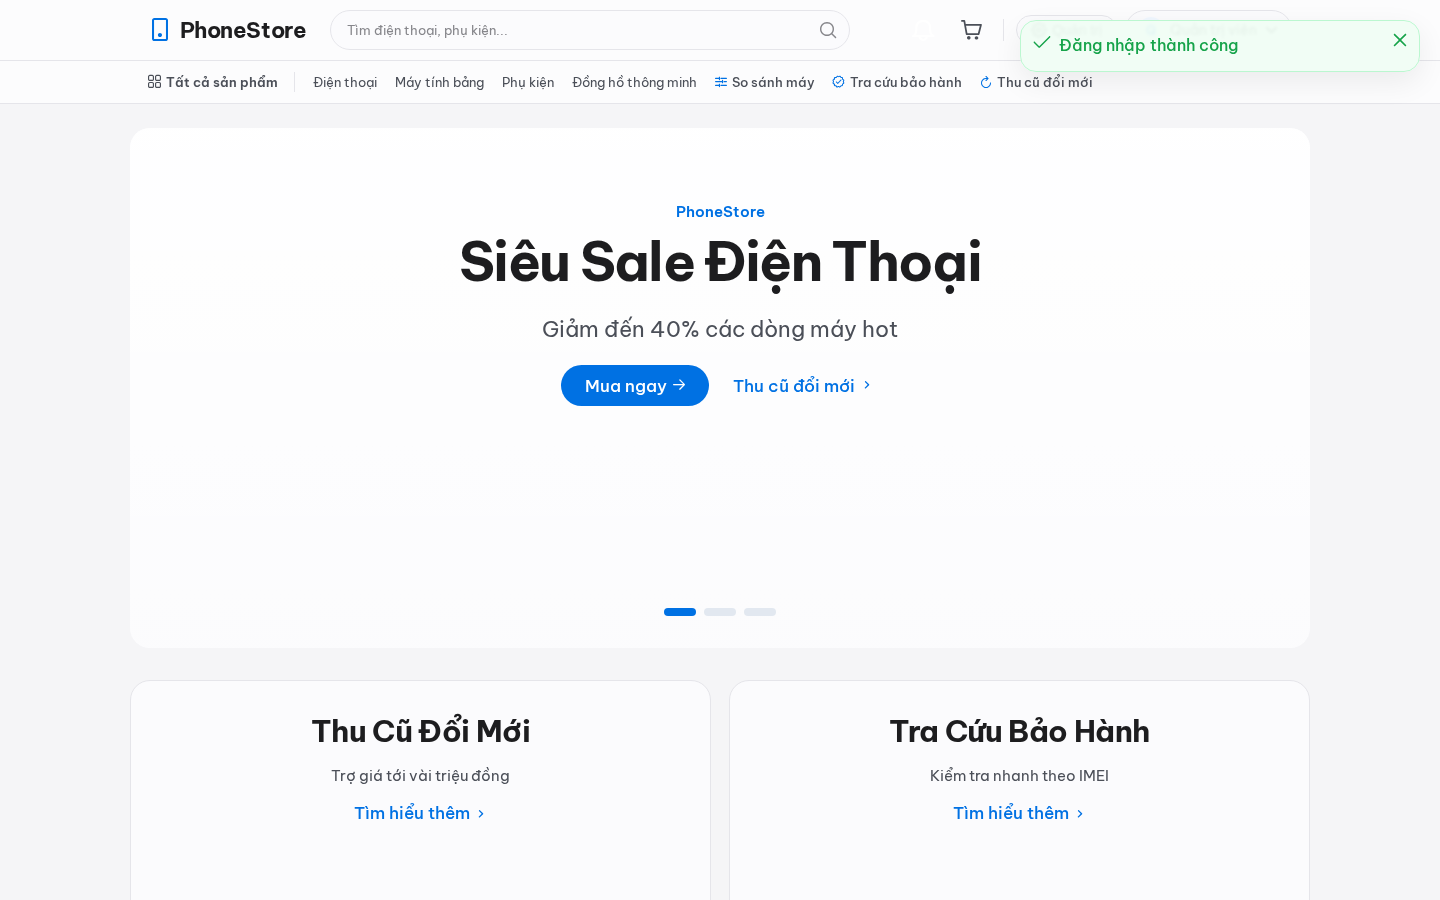 PhoneStore
Tìm điện thoại, phụ kiện...
Đăng nhập thành công
Tất cả sản phẩm
Điện thoại
Máy tính bảng
Phụ kiện
Đồng hồ thông minh
So sánh máy
Tra cứu bảo hành
Thu cũ đổi mới
PhoneStore
Siêu Sale Điện Thoại
Giảm đến 40% các dòng máy hot
Mua ngay
Thu cũ đổi mới
Thu Cũ Đổi Mới
Trợ giá tới vài triệu đồng
Tìm hiểu thêm
Tra Cứu Bảo Hành
Kiểm tra nhanh theo IMEI
Tìm hiểu thêm